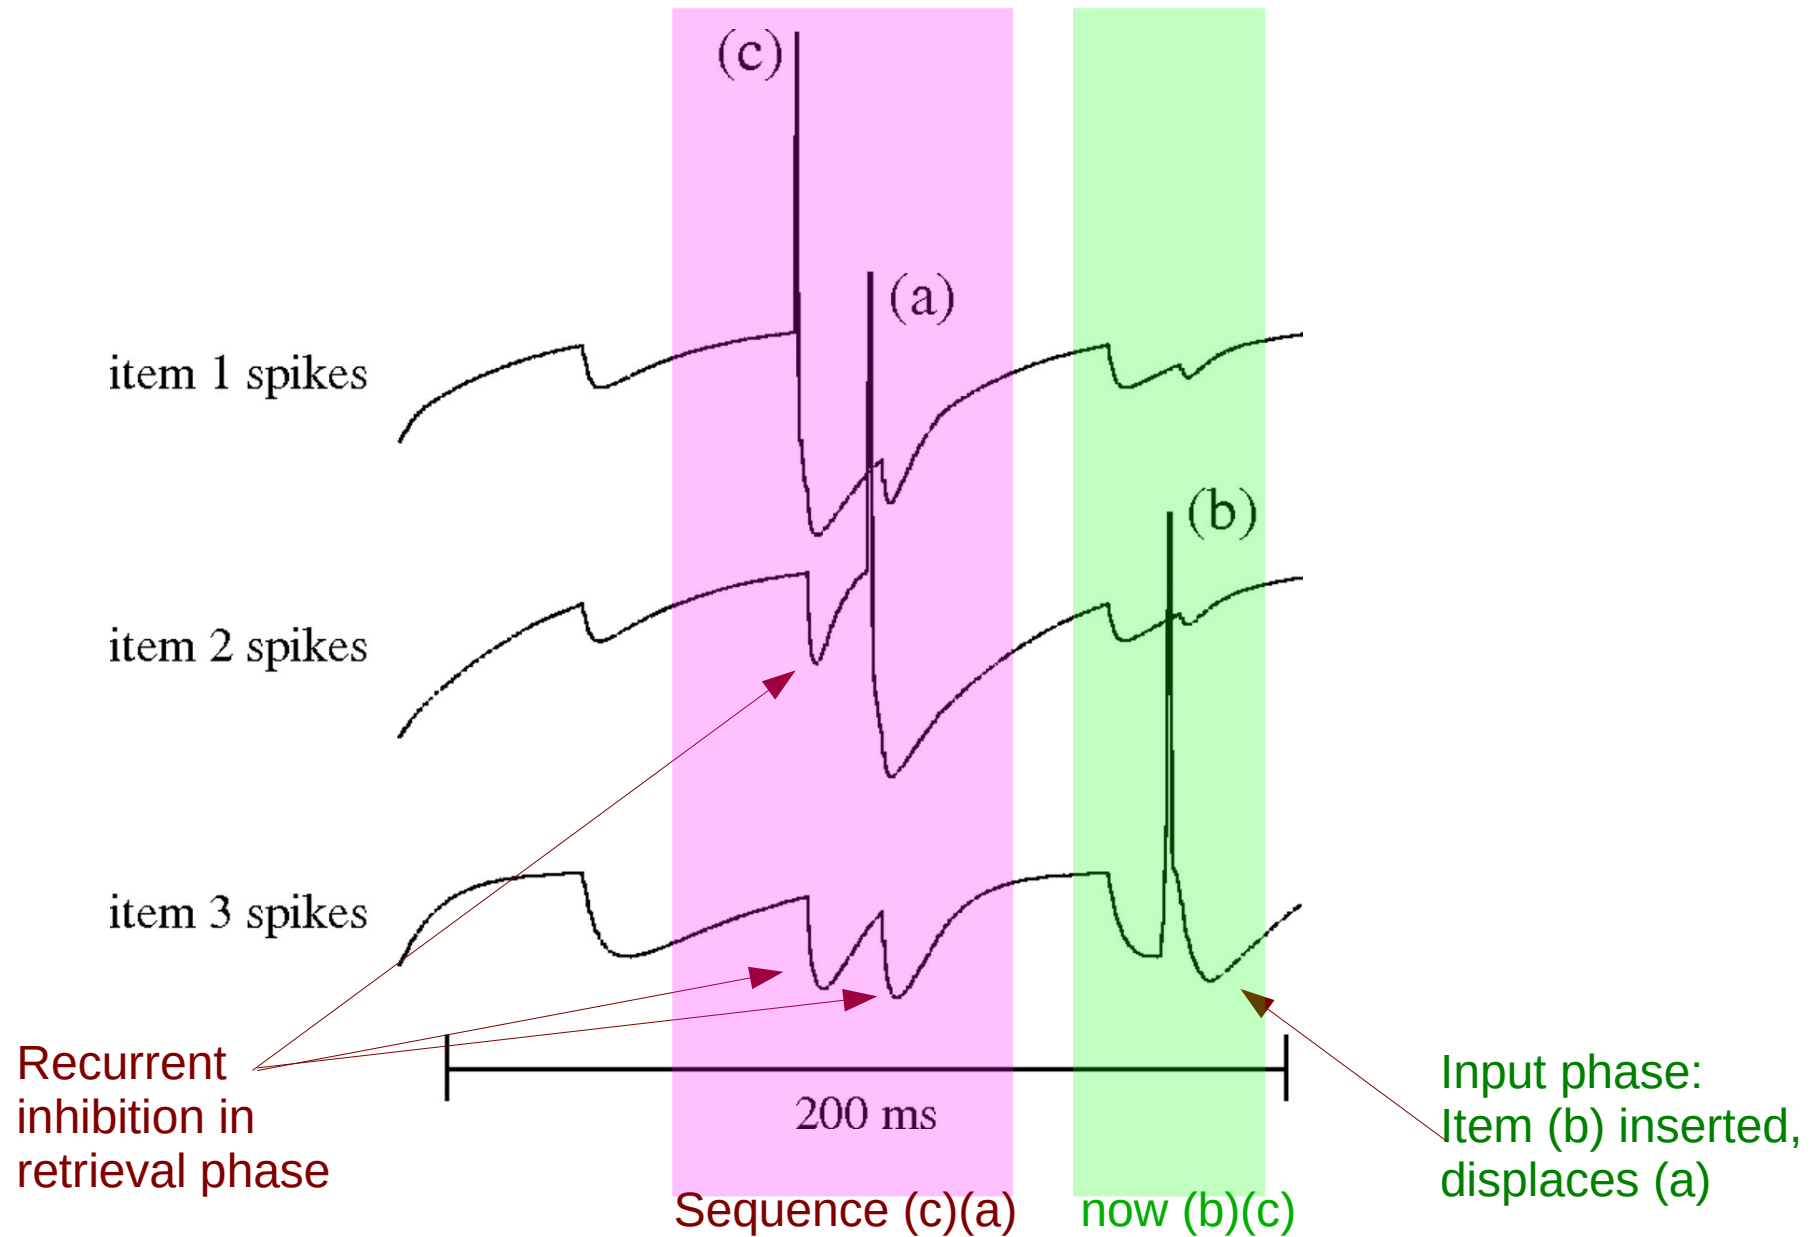 (c)
(a)
item 1 spikes
(b)
item 2 spikes
item 3 spikes
Recurrent
inhibition in
retrieval phase
200 ms
Input phase:
Item (b) inserted,
displaces (a)
Sequence (c)(a)
now (b)(c)